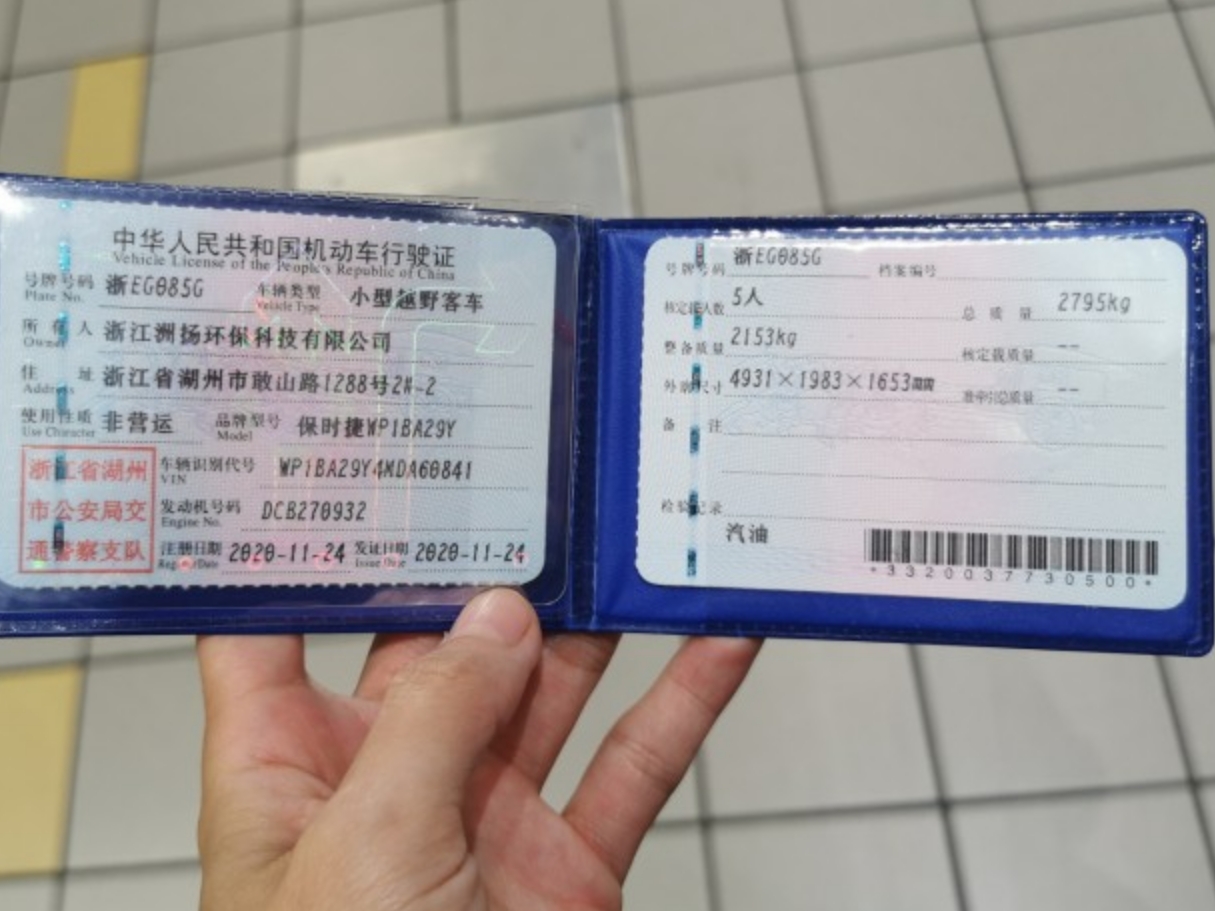 中华人民共和国机动车行驶证
Vehicle License of the People's Republic of China
号牌号码 Plate No. 浙EG085G 车辆类型 Vehicle Type 小型越野客车
所有人 Owner 浙江洲扬环保科技有限公司
住址 Address 浙江省湖州市敢山路1288号2#-2
使用性质 Use Character 非营运 品牌型号 Model 保时捷WP1BA29Y
车辆识别代号 VIN WP1BA29Y4MDA60841
发动机号码 Engine No. DCB270932
注册日期 Register Date 2020-11-24 发证日期 Issue Date 2020-11-24
浙江省湖州
市公安局交
通警察支队
号牌号码 浙EG085G 档案编号
核定载人数 5人 总质量 2795kg
整备质量 2153kg 核定载质量 --
外廓尺寸 4931×1983×1653mm 准牵引总质量 --
备注
检验记录
汽油
*3320037730500*